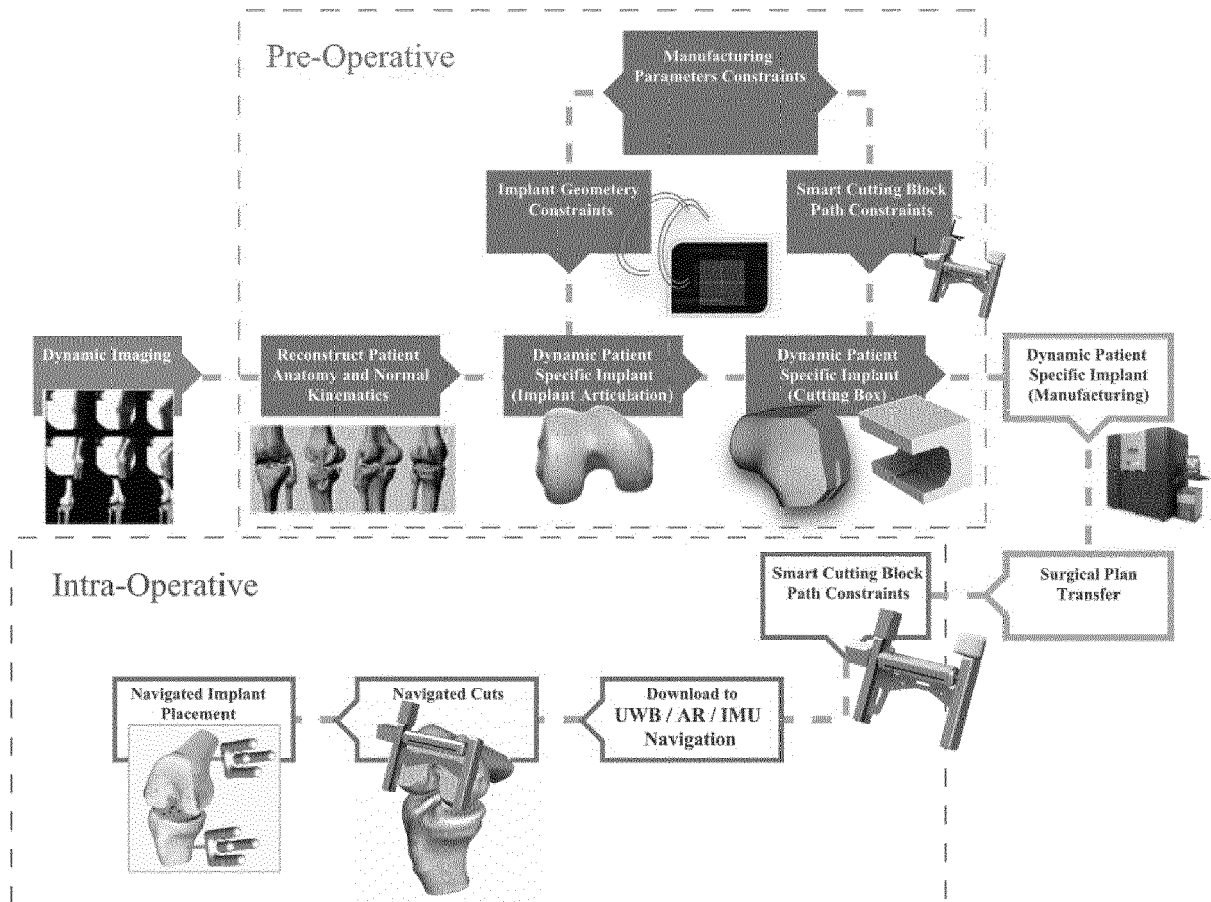 Pre-Operative
Manufacturing
Parameters Constraints
Implant Geometery
Constraints
Smart Cutting Block
Path Constraints
Dynamic Imaging
Reconstruct Patient
Anatomy and Normal
Kinematics
Dynamic Patient
Specific Implant
(Implant Articulation)
Dynamic Patient
Specific Implant
(Cutting Box)
Dynamic Patient
Specific Implant
(Manufacturing)
Intra-Operative
Smart Cutting Block
Path Constraints
Surgical Plan
Transfer
Navigated Implant
Placement
Navigated Cuts
Download to
UWB / AR / IMU
Navigation